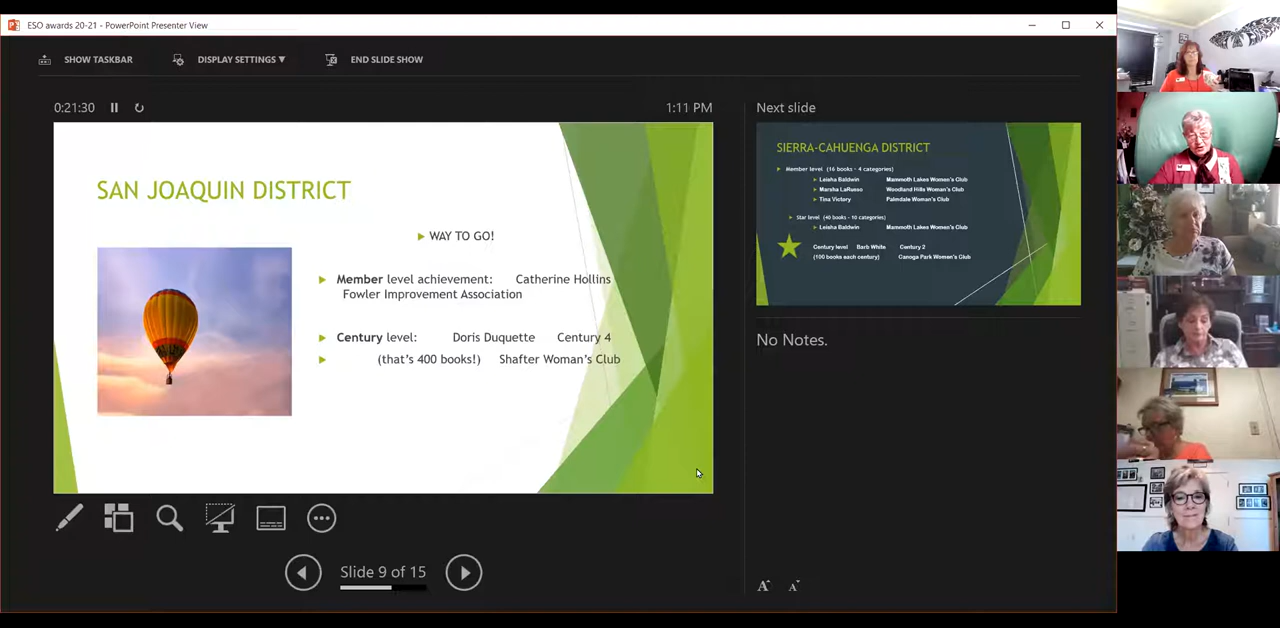 ESO awards 20-21 - PowerPoint Presenter View
SHOW TASKBAR DISPLAY SETTINGS ▼ END SLIDE SHOW
0:21:30 1:11 PM
SAN JOAQUIN DISTRICT
WAY TO GO!
Member level achievement: Catherine Hollins
Fowler Improvement Association
Century level: Doris Duquette Century 4
(that's 400 books!) Shafter Woman's Club
Slide 9 of 15
Next slide
SIERRA-CAHUENGA DISTRICT
Member level (16 books - 4 categories)
Leisha Baldwin Mammoth Lakes Women's Club
Marsha LaRusso Woodland Hills Woman's Club
Tina Victory Palmdale Woman's Club
Star level (40 books - 10 categories)
Leisha Baldwin Mammoth Lakes Women's Club
Century level Barb White Century 2
(100 books each century) Canoga Park Women's Club
No Notes.
A A